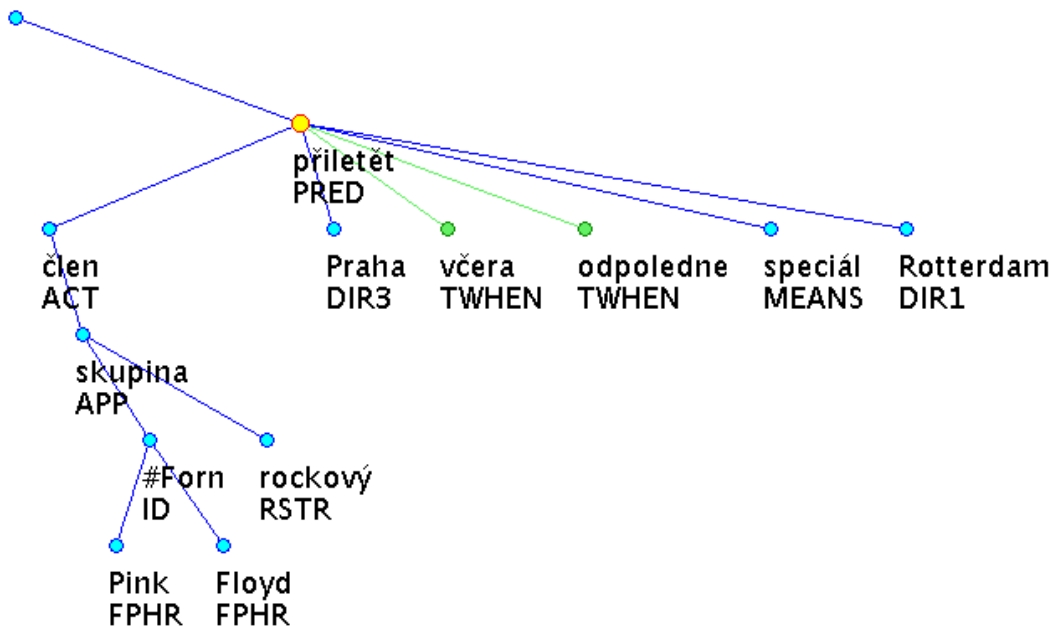 přiletět
PRED
člen
ACT
Praha
DIR3
včera
TWHEN
odpoledne
TWHEN
speciál
MEANS
Rotterdam
DIR1
skupina
APP
#Forn
ID
rockový
RSTR
Pink
FPHR
Floyd
FPHR